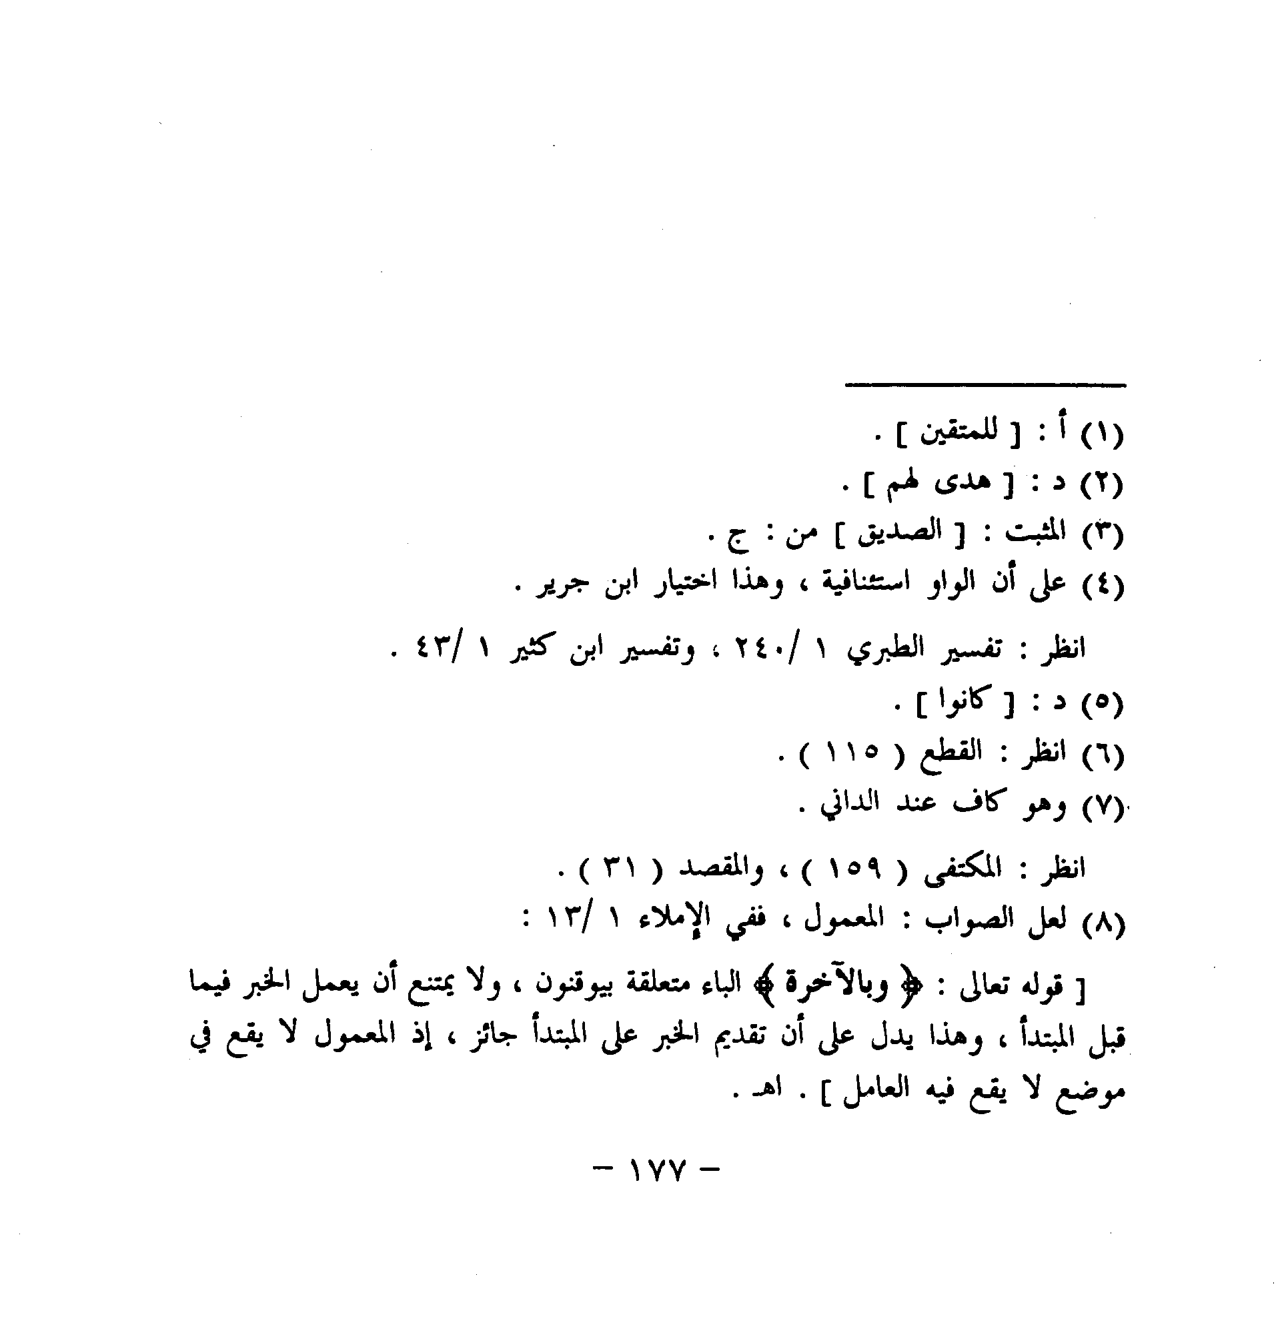 (١) أ : [ للمتقين ] .
(٢) د : [ هدى لهم ] .
(٣) المثبت : [ الصديق ] من : ج .
(٤) على أن الواو استئنافية ، وهذا اختيار ابن جرير .
انظر : تفسير الطبري ١ /٢٤٠ ، وتفسير ابن كثير ١ /٤٣ .
(٥) د : [ كانوا ] .
(٦) انظر : القطع ( ١١٥ ) .
(٧) وهو كاف عند الداني .
انظر : المكتفى ( ١٥٩ ) ، والمقصد ( ٣١ ) .
(٨) لعل الصواب : المعمول ، ففي الإملاء ١ /١٣ :
[ قوله تعالى : ﴿ وبالآخرة ﴾ الباء متعلقة بيوقنون ، ولا يمتنع أن يعمل الخبر فيما
قبل المبتدأ ، وهذا يدل على أن تقديم الخبر على المبتدأ جائز ، إذ المعمول لا يقع في
موضع لا يقع فيه العامل ] . اهـ .
– ١٧٧ –